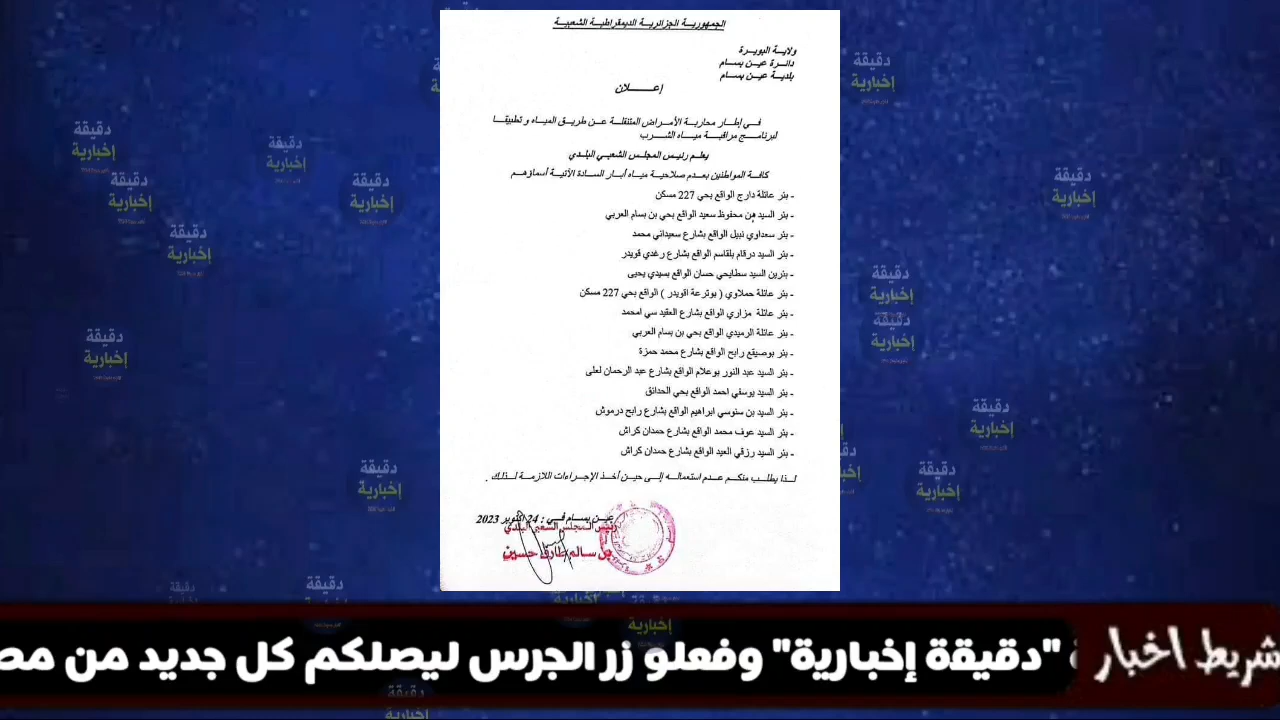 الجمهورية الجزائرية الديمقراطية الشعبية
ولاية البويرة
دائرة عين بسام
بلدية عين بسام
إعلان
في إطار محاربة الأمراض المتنقلة عن طريق المياه و تطبيقا
لبرنامج مراقبة مياه الشرب
يعلم رئيس المجلس الشعبي البلدي
كافة المواطنين بعدم صلاحية مياه أبار السادة الأتية أسماؤهم
- بئر عائلة دارج الواقع بحي 227 مسكن
- بئر السيد بن محفوظ سعيد الواقع بحي بن بسام العربي
- بئر سعداوي نبيل الواقع بشارع سعيداني محمد
- بئر السيد درقام بلقاسم الواقع بشارع رغدي قويدر
- بئرين السيد سطايحي حسان الواقع بسيدي يحيى
- بئر عائلة حملاوي ( بوترعة اقويدر ) الواقع بحي 227 مسكن
- بئر عائلة مزاري الواقع بشارع العقيد سي امحمد
- بئر عائلة الرميدي الواقع بحي بن بسام العربي
- بئر بوصيقع رابح الواقع بشارع محمد حمزة
- بئر السيد عبد النور بوعلام الواقع بشارع عبد الرحمان لعلى
- بئر السيد يوسفي احمد الواقع بحي الحدائق
- بئر السيد بن سنوسي ابراهيم الواقع بشارع رابح درموش
- بئر السيد عوف محمد الواقع بشارع حمدان كراش
- بئر السيد رزقي العيد الواقع بشارع حمدان كراش
لذا يطلب منكم عدم استعماله إلى حين أخذ الإجراءات اللازمة لذلك .
عين بسام في : 24 أكتوبر 2023
رئيس المجلس الشعبي البلدي
بن سالم طارق حسين
دقيقة
إخبارية
شريط اخبار
"دقيقة إخبارية" وفعلو زر الجرس ليصلكم كل جديد من